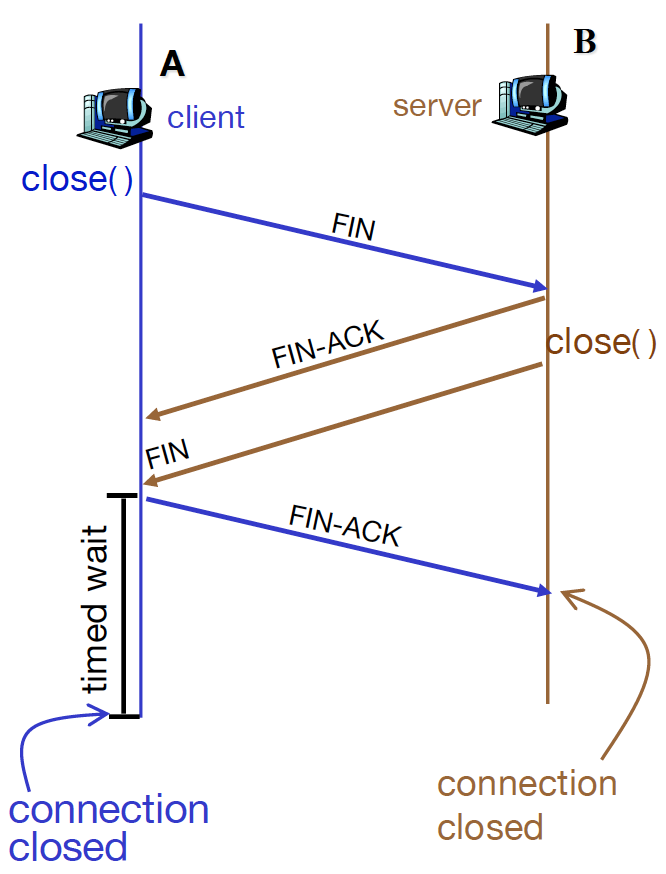 A
B
client
server
close()
FIN
FIN-ACK
close()
FIN
FIN-ACK
timed wait
connection
closed
connection
closed